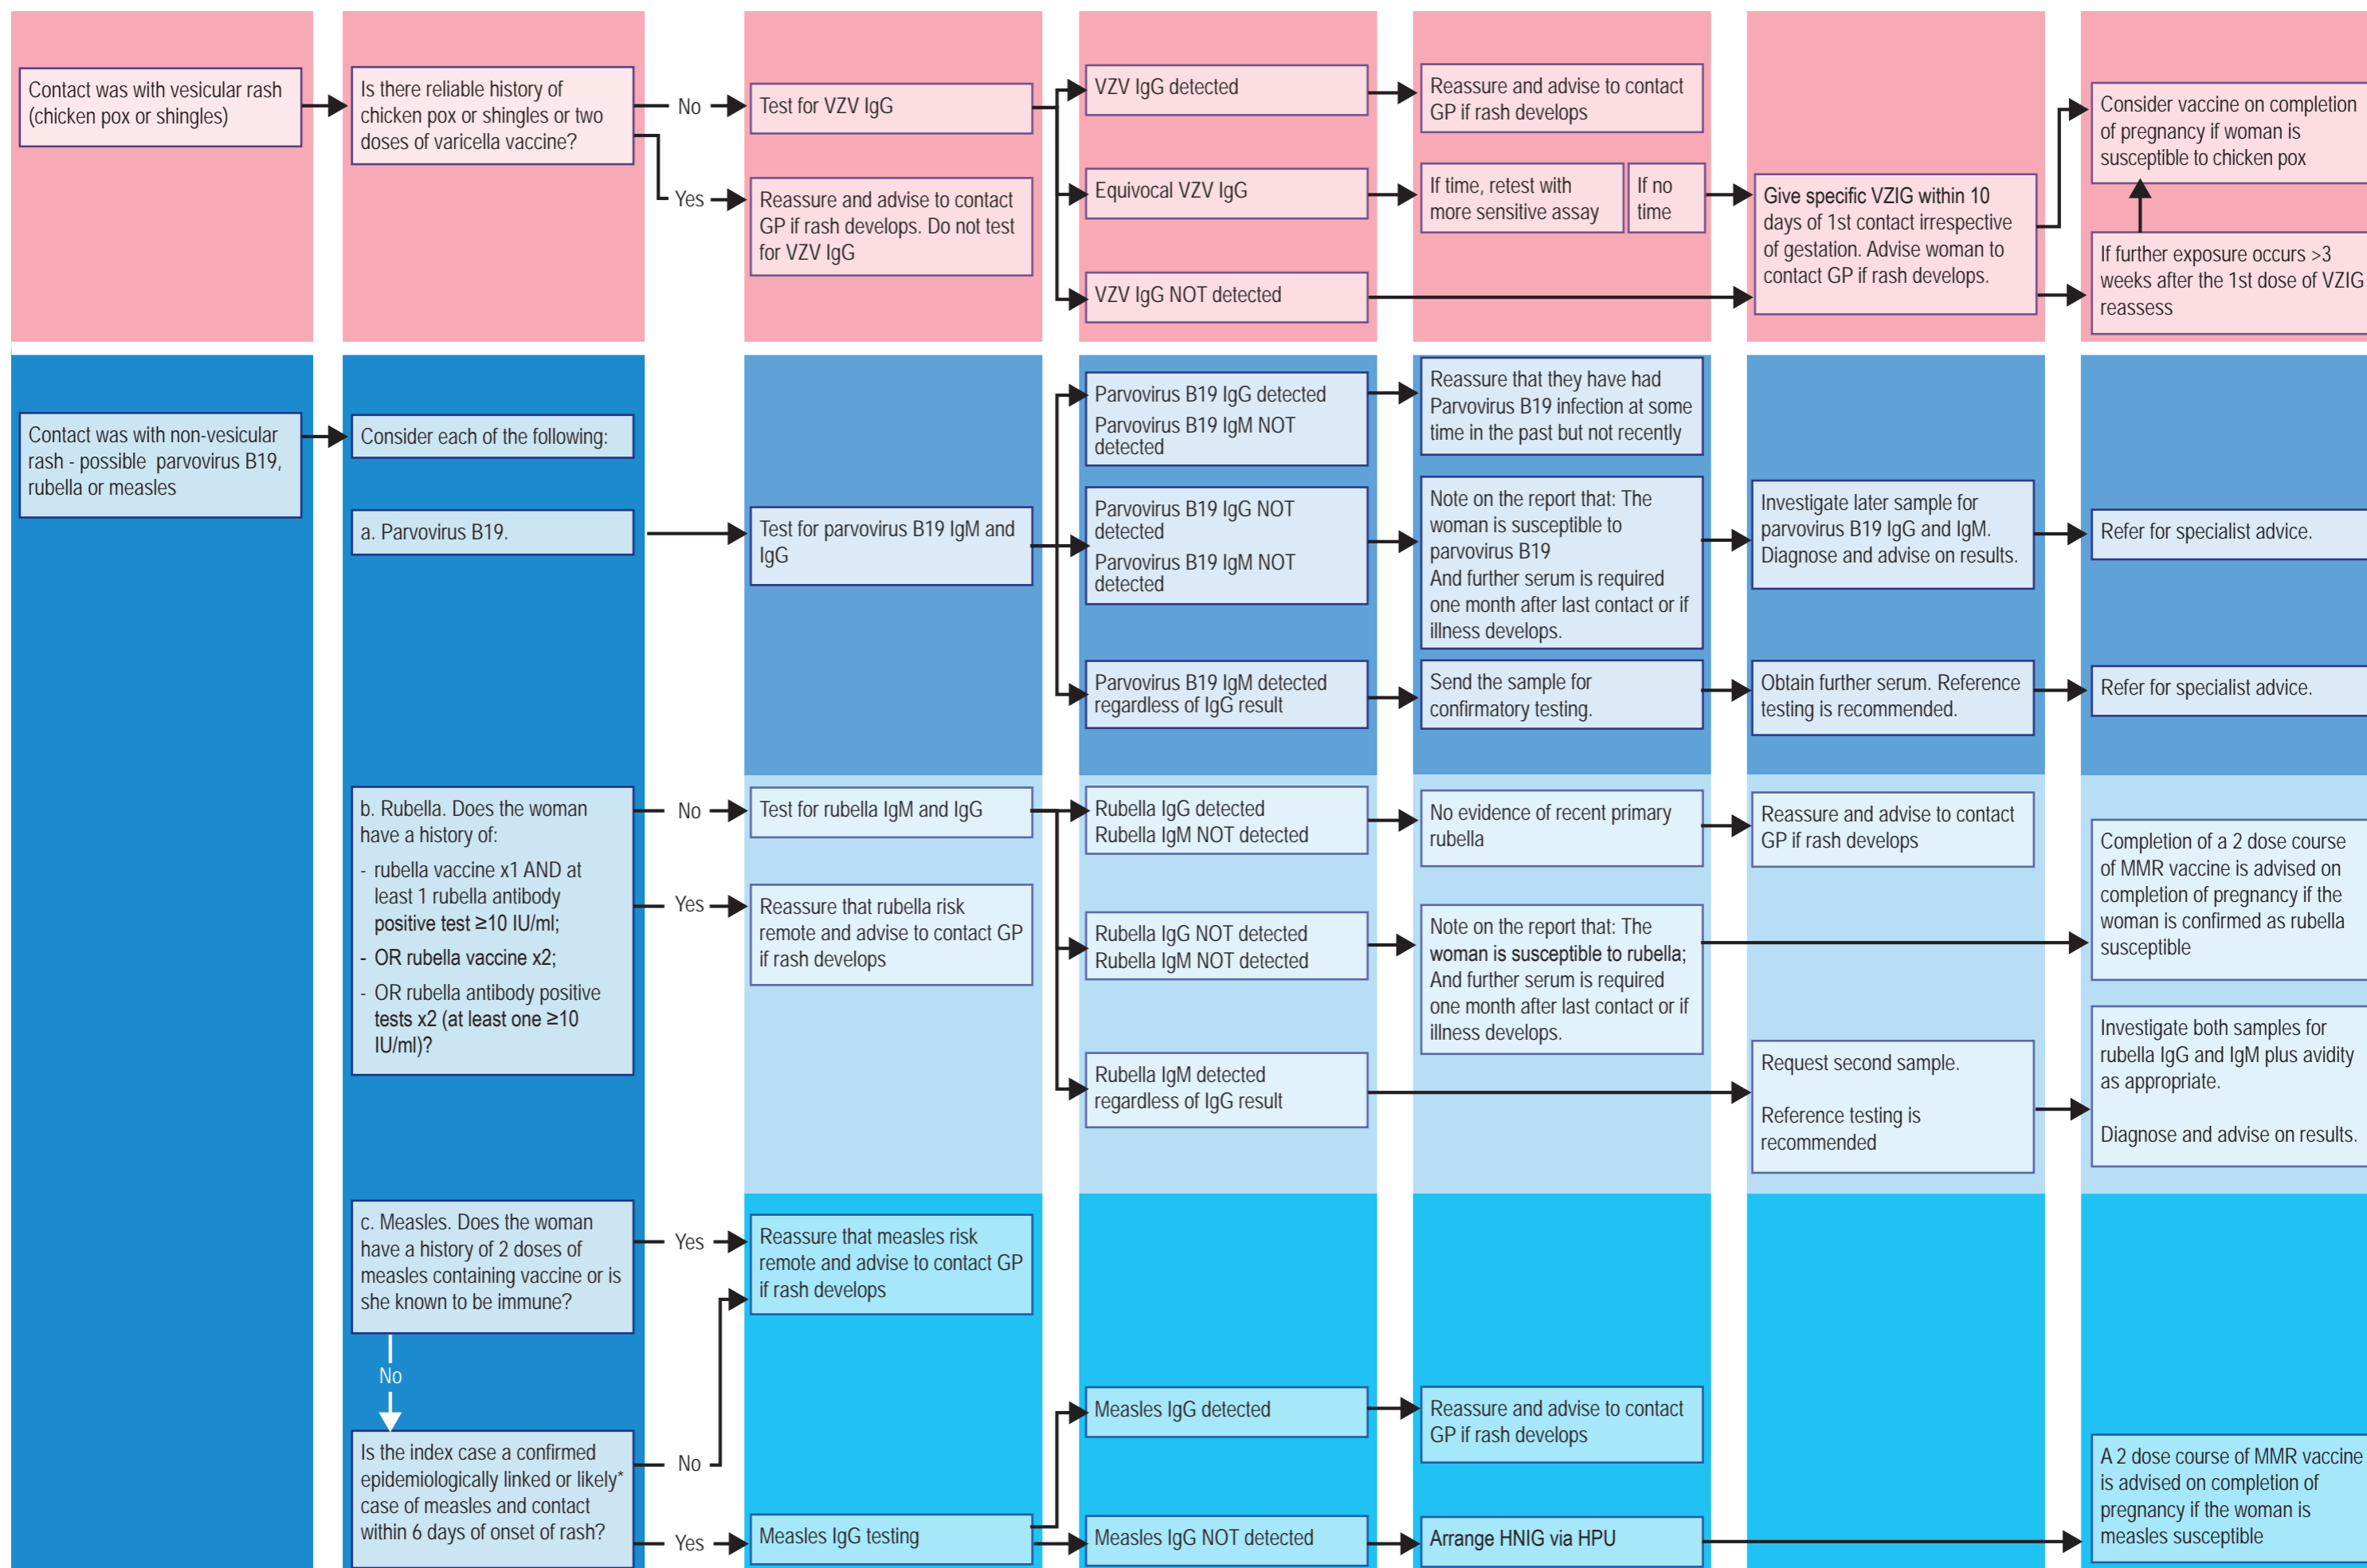 Contact was with vesicular rash
(chicken pox or shingles)
Is there reliable history of
chicken pox or shingles or two
doses of varicella vaccine?
No
Yes
Test for VZV IgG
Reassure and advise to contact
GP if rash develops. Do not test
for VZV IgG
VZV IgG detected
Equivocal VZV IgG
VZV IgG NOT detected
Reassure and advise to contact
GP if rash develops
If time, retest with
more sensitive assay
If no
time
Give specific VZIG within 10
days of 1st contact irrespective
of gestation. Advise woman to
contact GP if rash develops.
Consider vaccine on completion
of pregnancy if woman is
susceptible to chicken pox
If further exposure occurs >3
weeks after the 1st dose of VZIG
reassess
Contact was with non-vesicular
rash - possible parvovirus B19,
rubella or measles
Consider each of the following:
a. Parvovirus B19.
Test for parvovirus B19 IgM and
IgG
Parvovirus B19 IgG detected
Parvovirus B19 IgM NOT
detected
Reassure that they have had
Parvovirus B19 infection at some
time in the past but not recently
Parvovirus B19 IgG NOT
detected
Parvovirus B19 IgM NOT
detected
Note on the report that: The
woman is susceptible to
parvovirus B19
And further serum is required
one month after last contact or if
illness develops.
Investigate later sample for
parvovirus B19 IgG and IgM.
Diagnose and advise on results.
Refer for specialist advice.
Parvovirus B19 IgM detected
regardless of IgG result
Send the sample for
confirmatory testing.
Obtain further serum. Reference
testing is recommended.
Refer for specialist advice.
b. Rubella. Does the woman
have a history of:
- rubella vaccine x1 AND at
least 1 rubella antibody
positive test ≥10 IU/ml;
- OR rubella vaccine x2;
- OR rubella antibody positive
tests x2 (at least one ≥10
IU/ml)?
No
Yes
Test for rubella IgM and IgG
Reassure that rubella risk
remote and advise to contact GP
if rash develops
Rubella IgG detected
Rubella IgM NOT detected
No evidence of recent primary
rubella
Reassure and advise to contact
GP if rash develops
Rubella IgG NOT detected
Rubella IgM NOT detected
Note on the report that: The
woman is susceptible to rubella;
And further serum is required
one month after last contact or if
illness develops.
Completion of a 2 dose course
of MMR vaccine is advised on
completion of pregnancy if the
woman is confirmed as rubella
susceptible
Rubella IgM detected
regardless of IgG result
Request second sample.
Reference testing is
recommended
Investigate both samples for
rubella IgG and IgM plus avidity
as appropriate.
Diagnose and advise on results.
c. Measles. Does the woman
have a history of 2 doses of
measles containing vaccine or is
she known to be immune?
Yes
Reassure that measles risk
remote and advise to contact GP
if rash develops
No
Is the index case a confirmed
epidemiologically linked or likely*
case of measles and contact
within 6 days of onset of rash?
No
Yes
Measles IgG testing
Measles IgG detected
Reassure and advise to contact
GP if rash develops
Measles IgG NOT detected
Arrange HNIG via HPU
A 2 dose course of MMR vaccine
is advised on completion of
pregnancy if the woman is
measles susceptible